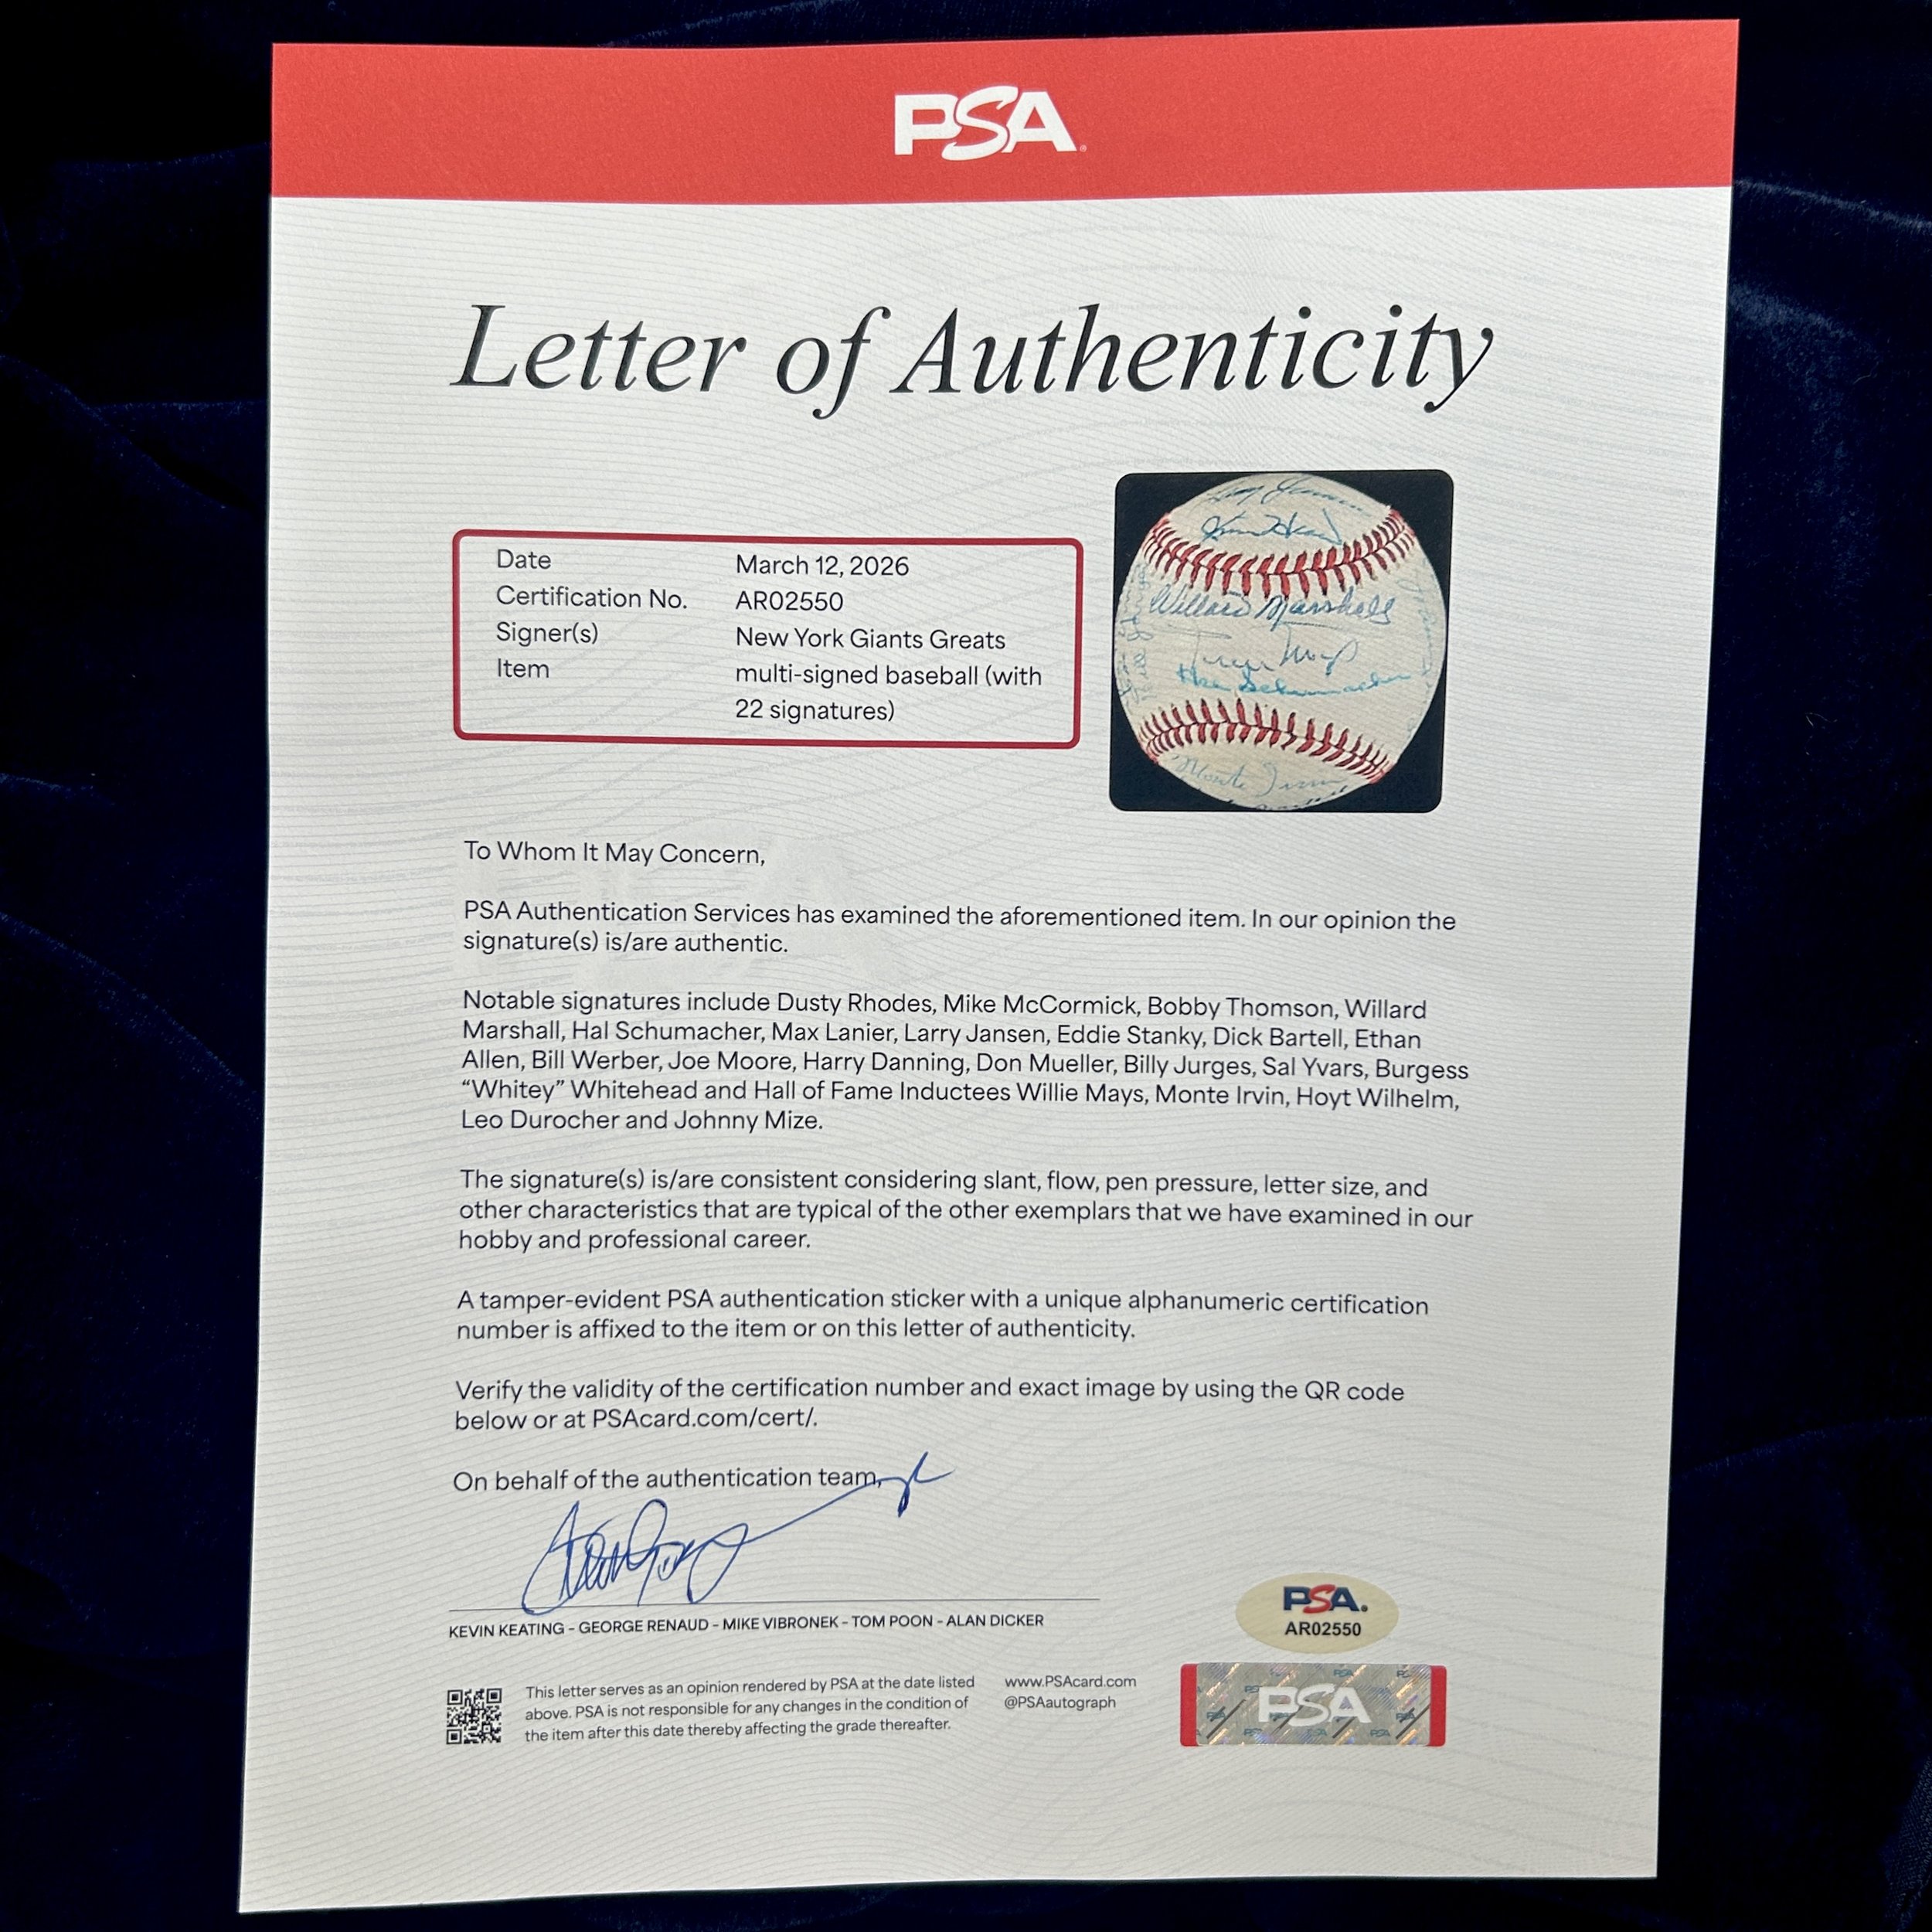 PSA
Letter of Authenticity
Date March 12, 2026
Certification No. AR02550
Signer(s) New York Giants Greats
Item multi-signed baseball (with
22 signatures)
Willard Marshall
Hal Schumacher
Monte Irvin
To Whom It May Concern,
PSA Authentication Services has examined the aforementioned item. In our opinion the
signature(s) is/are authentic.
Notable signatures include Dusty Rhodes, Mike McCormick, Bobby Thomson, Willard
Marshall, Hal Schumacher, Max Lanier, Larry Jansen, Eddie Stanky, Dick Bartell, Ethan
Allen, Bill Werber, Joe Moore, Harry Danning, Don Mueller, Billy Jurges, Sal Yvars, Burgess
“Whitey” Whitehead and Hall of Fame Inductees Willie Mays, Monte Irvin, Hoyt Wilhelm,
Leo Durocher and Johnny Mize.
The signature(s) is/are consistent considering slant, flow, pen pressure, letter size, and
other characteristics that are typical of the other exemplars that we have examined in our
hobby and professional career.
A tamper-evident PSA authentication sticker with a unique alphanumeric certification
number is affixed to the item or on this letter of authenticity.
Verify the validity of the certification number and exact image by using the QR code
below or at PSAcard.com/cert/.
On behalf of the authentication team,
KEVIN KEATING - GEORGE RENAUD - MIKE VIBRONEK - TOM POON - ALAN DICKER
This letter serves as an opinion rendered by PSA at the date listed
above. PSA is not responsible for any changes in the condition of
the item after this date thereby affecting the grade thereafter.
www.PSAcard.com
@PSAautograph
PSA.
AR02550
PSA